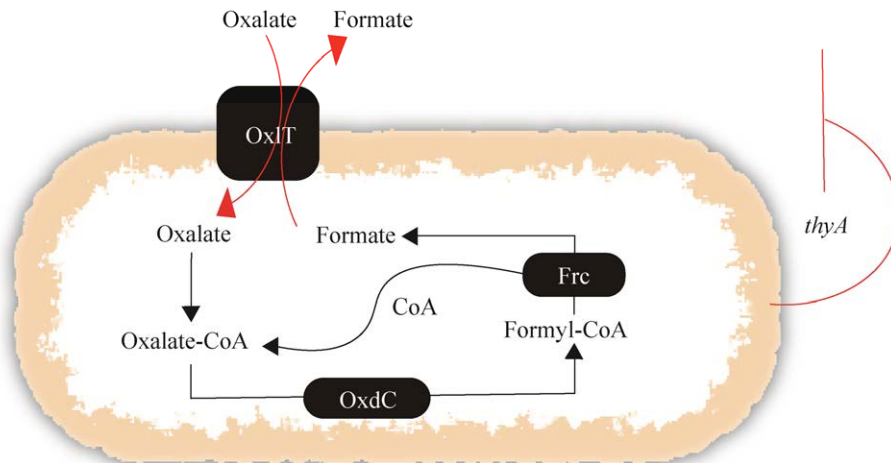 Oxalate Formate
OxlT
Oxalate Formate
thyA
Frc
CoA
Oxalate-CoA Formyl-CoA
OxdC